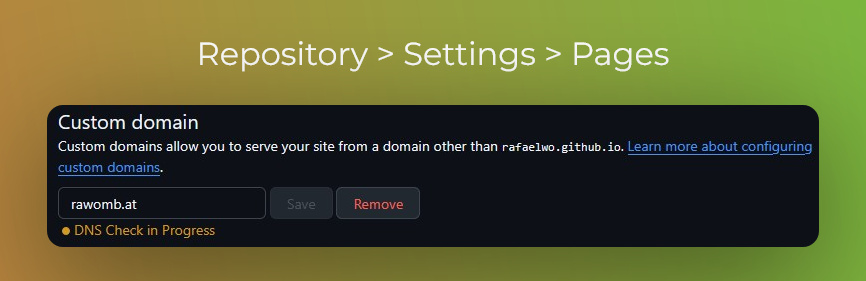 Repository > Settings > Pages
Custom domain
Custom domains allow you to serve your site from a domain other than rafaelwo.github.io. Learn more about configuring
custom domains.
rawomb.at Save Remove
DNS Check in Progress